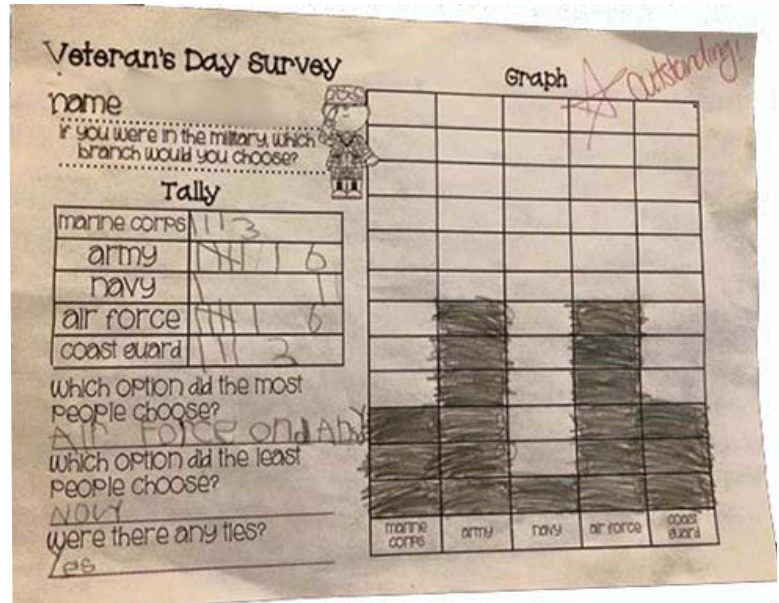 Veteran's Day Survey
name
If you were in the military, which
branch would you choose?
Tally
marine corps 3
army 6
navy 1
air force 6
coast guard 3
Which option did the most
people choose?
Air Force and
Which option did the least
people choose?
Navy
Were there any ties?
Yes
Graph
Outstanding!
marine
corps
army
navy
air force
coast
guard